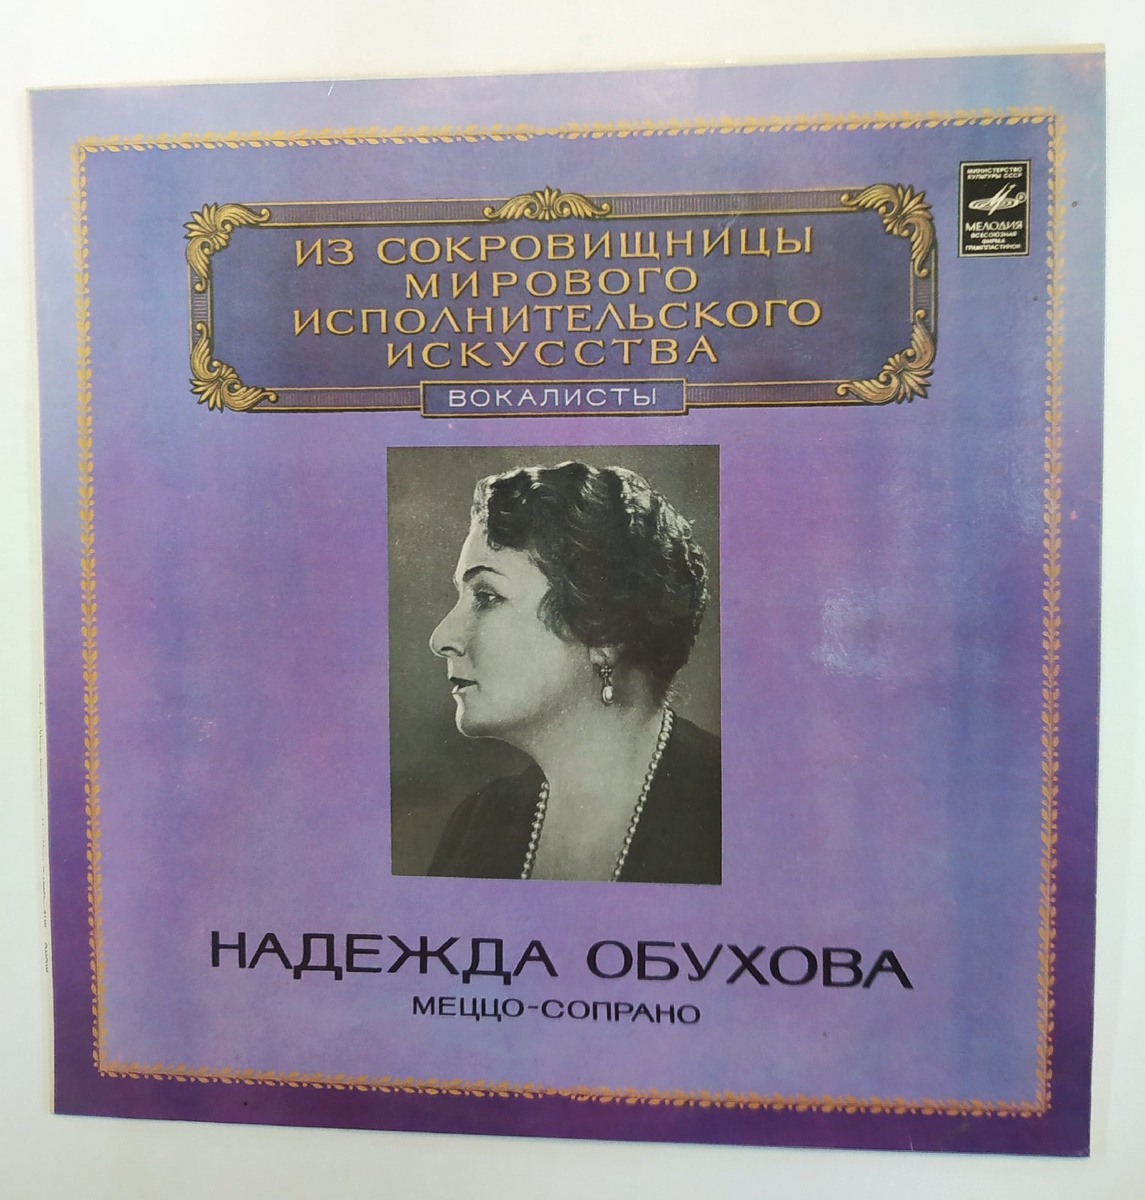 ИЗ СОКРОВИЩНИЦЫ
МИРОВОГО
ИСПОЛНИТЕЛЬСКОГО
ИСКУССТВА
ВОКАЛИСТЫ
МИНИСТЕРСТВО
КУЛЬТУРЫ СССР
МЕЛОДИЯ
ВСЕСОЮЗНАЯ
ФИРМА
ГРАМПЛАСТИНОК
НАДЕЖДА ОБУХОВА
МЕЦЦО-СОПРАНО